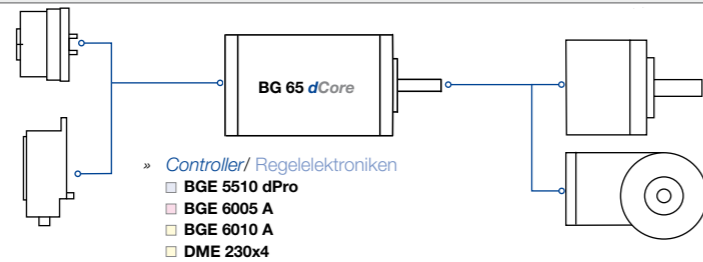 BG 65 dCore
» Controller/ Regelelektroniken
BGE 5510 dPro
BGE 6005 A
BGE 6010 A
DME 230x4